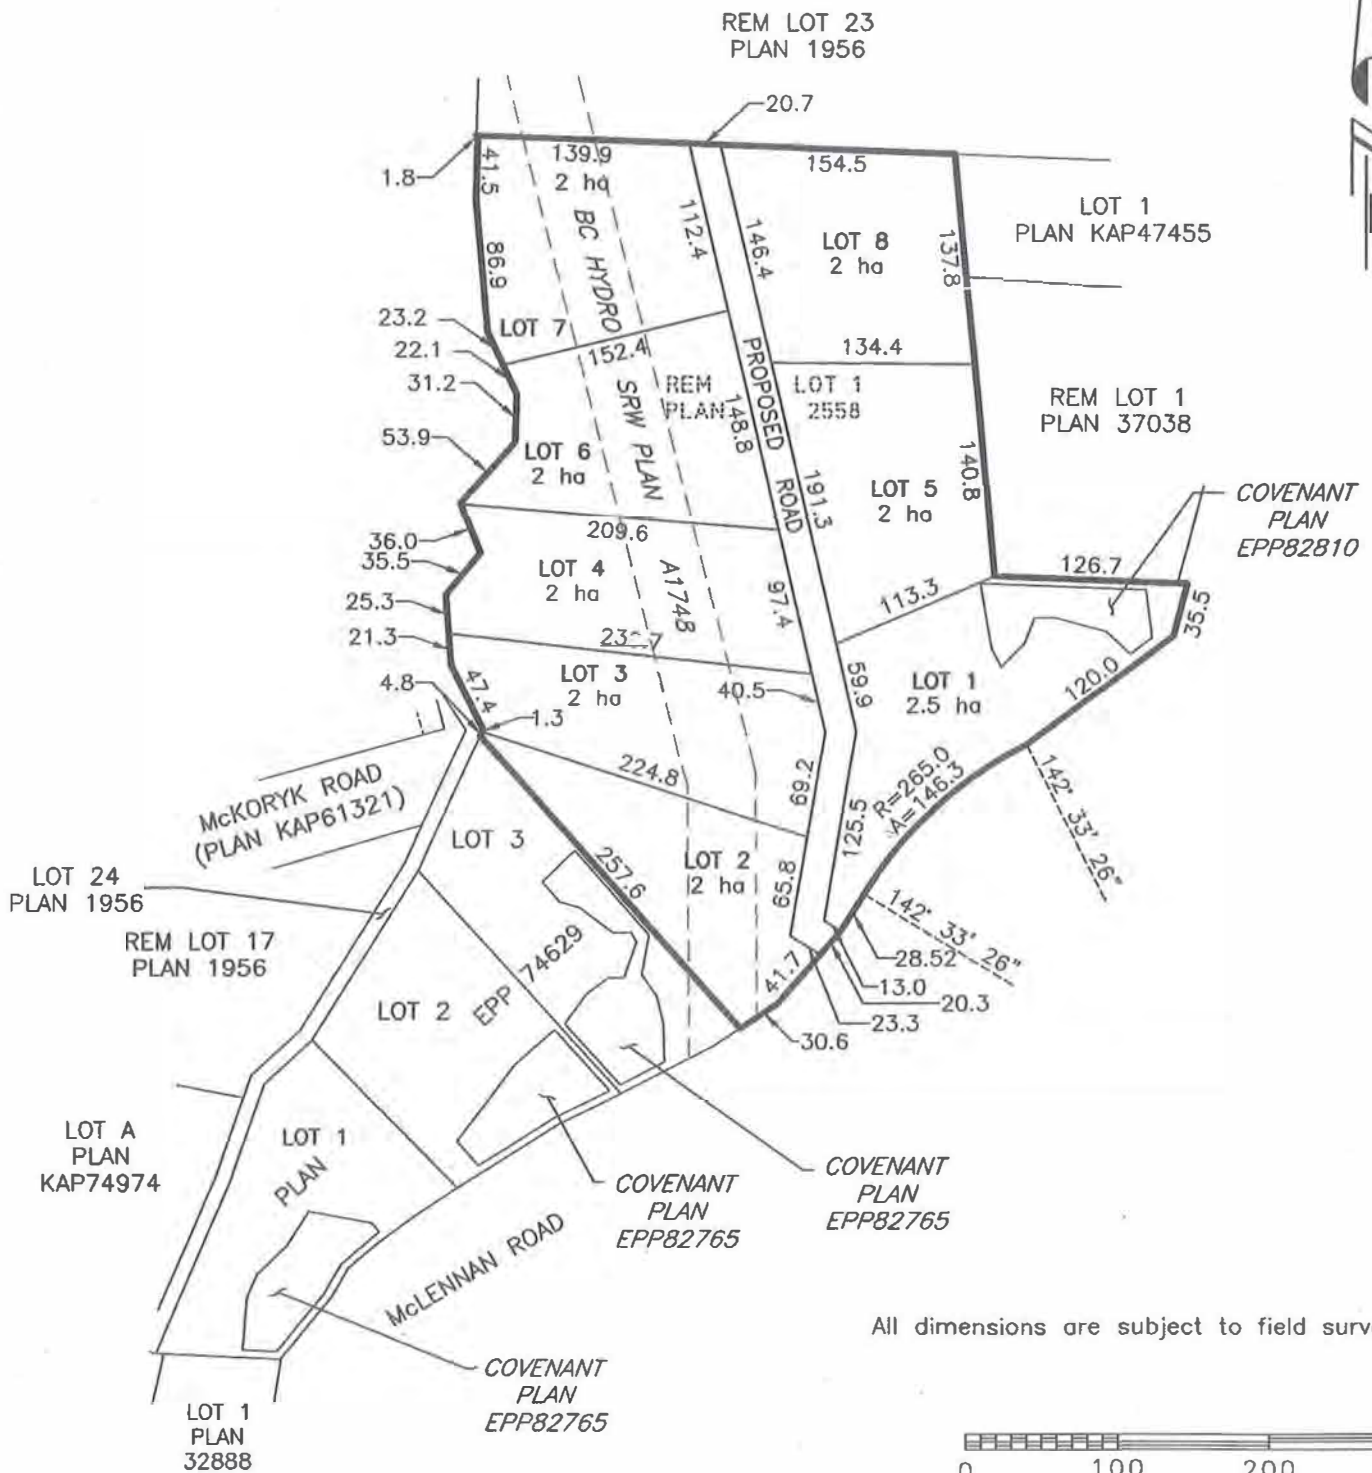 REM LOT 23
PLAN 1956
20.7
139.9
2 ha
154.5
1.8
41.5
86.9
112.4
146.4
LOT 8
2 ha
137.8
LOT 1
PLAN KAP47455
BC HYDRO SRW PLAN A1748
23.2
22.1
31.2
LOT 7
152.4
PROPOSED ROAD
134.4
REM LOT 1
PLAN 2558
148.8
REM LOT 1
PLAN 37038
53.9
LOT 6
2 ha
191.3
LOT 5
2 ha
140.8
COVENANT
PLAN
EPP82810
36.0
35.5
209.6
126.7
25.3
LOT 4
2 ha
97.4
113.3
35.5
21.3
LOT 3
2 ha
40.5
59.9
LOT 1
2.5 ha
120.0
4.8
47.4
1.3
224.8
69.2
125.5
R=265.0
A=146.3
142° 33' 26"
McKORYK ROAD
(PLAN KAP61321)
LOT 3
257.6
LOT 2
2 ha
65.8
142° 33' 26"
LOT 24
PLAN 1956
REM LOT 17
PLAN 1956
LOT 2
EPP 74629
41.7
28.52
13.0
20.3
23.3
30.6
LOT A
PLAN
KAP74974
LOT 1
PLAN
COVENANT
PLAN
EPP82765
COVENANT
PLAN
EPP82765
McLENNAN ROAD
COVENANT
PLAN
EPP82765
LOT 1
PLAN
32888
All dimensions are subject to field surv
0 100 200